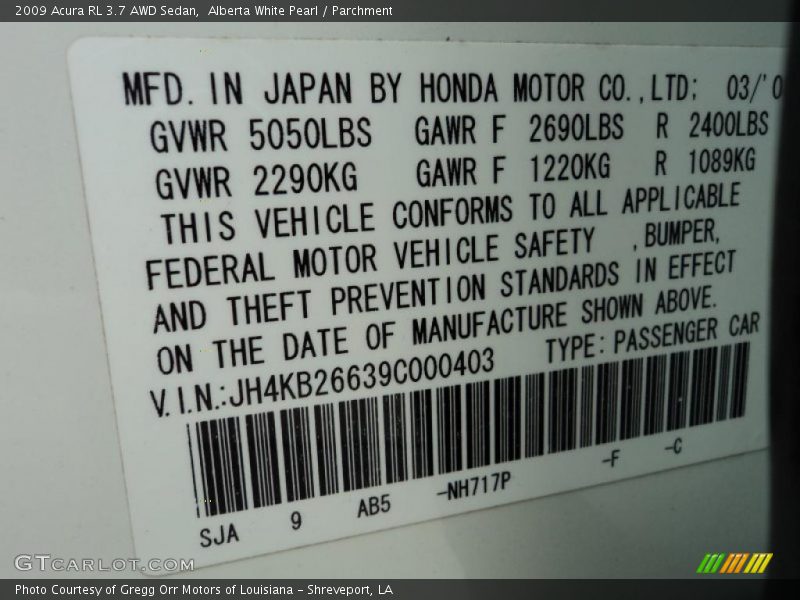 2009 Acura RL 3.7 AWD Sedan,  Alberta White Pearl / Parchment
MFD. IN JAPAN BY HONDA MOTOR CO.,LTD: 03/'0
GVWR 5050LBS GAWR F 2690LBS R 2400LBS
GVWR 2290KG GAWR F 1220KG R 1089KG
THIS VEHICLE CONFORMS TO ALL APPLICABLE
FEDERAL MOTOR VEHICLE SAFETY ,BUMPER,
AND THEFT PREVENTION STANDARDS IN EFFECT
ON THE DATE OF MANUFACTURE SHOWN ABOVE.
V.I.N.:JH4KB26639C000403 TYPE: PASSENGER CAR
SJA 9 AB5 -NH717P -F -C
GTCARLOT.COM
Photo Courtesy of Gregg Orr Motors of Louisiana - Shreveport, LA